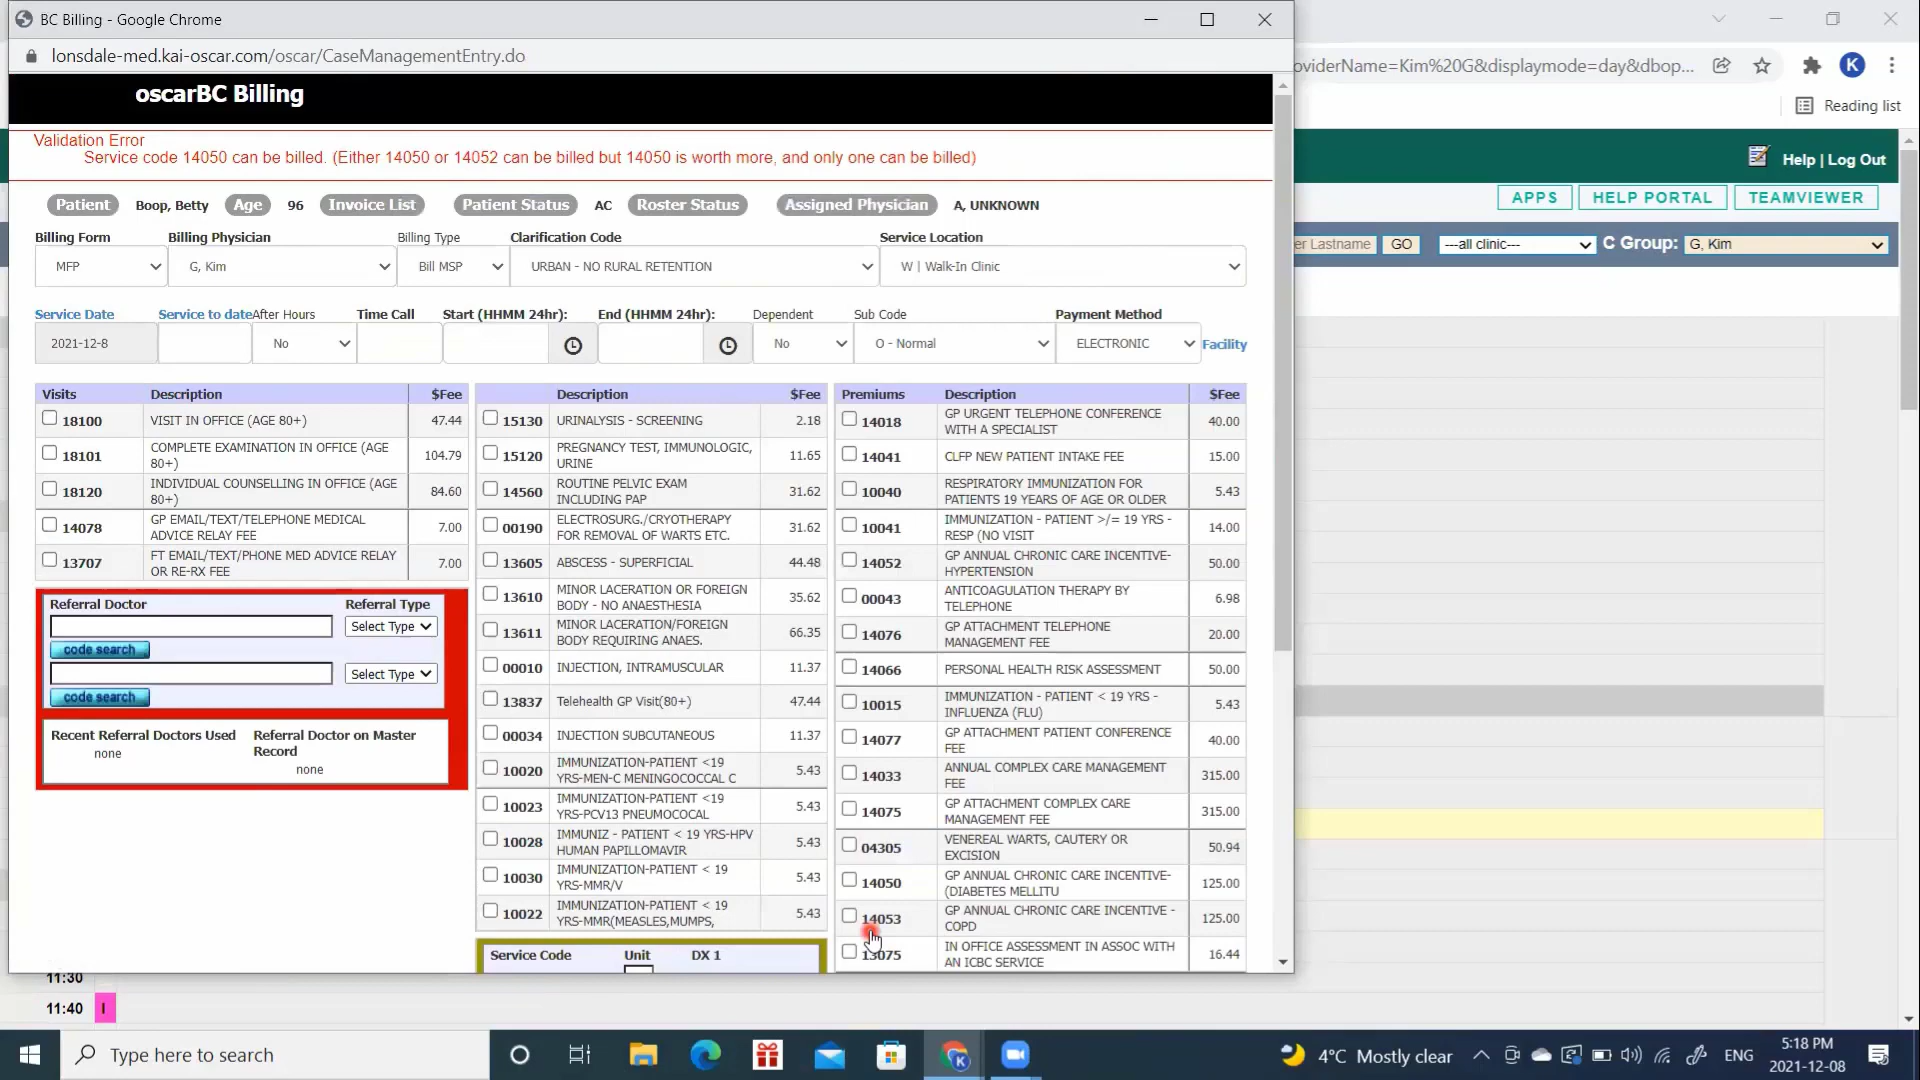 BC Billing - Google Chrome
lonsdale-med.kai-oscar.com/oscar/CaseManagementEntry.do
oviderName=Kim%20G&displaymode=day&dbop...
K
Reading list
oscarBC Billing
Validation Error
Service code 14050 can be billed. (Either 14050 or 14052 can be billed but 14050 is worth more, and only one can be billed)
Help | Log Out
APPS
HELP PORTAL
TEAMVIEWER
Patient Boop, Betty Age 96 Invoice List Patient Status AC Roster Status Assigned Physician A, UNKNOWN
er Lastname GO ---all clinic--- C Group: G, Kim
Billing Form Billing Physician Billing Type Clarification Code Service Location
MFP G, Kim Bill MSP URBAN - NO RURAL RETENTION W | Walk-In Clinic
Service Date Service to date After Hours Time Call Start (HHMM 24hr): End (HHMM 24hr): Dependent Sub Code Payment Method
2021-12-8 No No O - Normal ELECTRONIC Facility
Visits Description $Fee
18100 VISIT IN OFFICE (AGE 80+) 47.44
18101 COMPLETE EXAMINATION IN OFFICE (AGE
80+) 104.79
18120 INDIVIDUAL COUNSELLING IN OFFICE (AGE
80+) 84.60
14078 GP EMAIL/TEXT/TELEPHONE MEDICAL
ADVICE RELAY FEE 7.00
13707 FT EMAIL/TEXT/PHONE MED ADVICE RELAY
OR RE-RX FEE 7.00
Referral Doctor Referral Type
Select Type
code search
Select Type
code search
Recent Referral Doctors Used
none
Referral Doctor on Master
Record
none
Description $Fee
15130 URINALYSIS - SCREENING 2.18
15120 PREGNANCY TEST, IMMUNOLOGIC,
URINE 11.65
14560 ROUTINE PELVIC EXAM
INCLUDING PAP 31.62
00190 ELECTROSURG./CRYOTHERAPY
FOR REMOVAL OF WARTS ETC. 31.62
13605 ABSCESS - SUPERFICIAL 44.48
13610 MINOR LACERATION OR FOREIGN
BODY - NO ANAESTHESIA 35.62
13611 MINOR LACERATION/FOREIGN
BODY REQUIRING ANAES. 66.35
00010 INJECTION, INTRAMUSCULAR 11.37
13837 Telehealth GP Visit(80+) 47.44
00034 INJECTION SUBCUTANEOUS 11.37
10020 IMMUNIZATION-PATIENT <19
YRS-MEN-C MENINGOCOCCAL C 5.43
10023 IMMUNIZATION-PATIENT <19
YRS-PCV13 PNEUMOCOCAL 5.43
10028 IMMUNIZ - PATIENT < 19 YRS-HPV
HUMAN PAPILLOMAVIR 5.43
10030 IMMUNIZATION-PATIENT < 19
YRS-MMR/V 5.43
10022 IMMUNIZATION-PATIENT < 19
YRS-MMR(MEASLES,MUMPS, 5.43
Service Code Unit DX 1
Premiums Description $Fee
14018 GP URGENT TELEPHONE CONFERENCE
WITH A SPECIALIST 40.00
14041 CLFP NEW PATIENT INTAKE FEE 15.00
10040 RESPIRATORY IMMUNIZATION FOR
PATIENTS 19 YEARS OF AGE OR OLDER 5.43
10041 IMMUNIZATION - PATIENT >/= 19 YRS -
RESP (NO VISIT 14.00
14052 GP ANNUAL CHRONIC CARE INCENTIVE-
HYPERTENSION 50.00
00043 ANTICOAGULATION THERAPY BY
TELEPHONE 6.98
14076 GP ATTACHMENT TELEPHONE
MANAGEMENT FEE 20.00
14066 PERSONAL HEALTH RISK ASSESSMENT 50.00
10015 IMMUNIZATION - PATIENT < 19 YRS -
INFLUENZA (FLU) 5.43
14077 GP ATTACHMENT PATIENT CONFERENCE
FEE 40.00
14033 ANNUAL COMPLEX CARE MANAGEMENT
FEE 315.00
14075 GP ATTACHMENT COMPLEX CARE
MANAGEMENT FEE 315.00
04305 VENEREAL WARTS, CAUTERY OR
EXCISION 50.94
14050 GP ANNUAL CHRONIC CARE INCENTIVE-
(DIABETES MELLITU 125.00
14053 GP ANNUAL CHRONIC CARE INCENTIVE -
COPD 125.00
13075 IN OFFICE ASSESSMENT IN ASSOC WITH
AN ICBC SERVICE 16.44
11:30
11:40 I
Type here to search
4°C Mostly clear
ENG
5:18 PM
2021-12-08